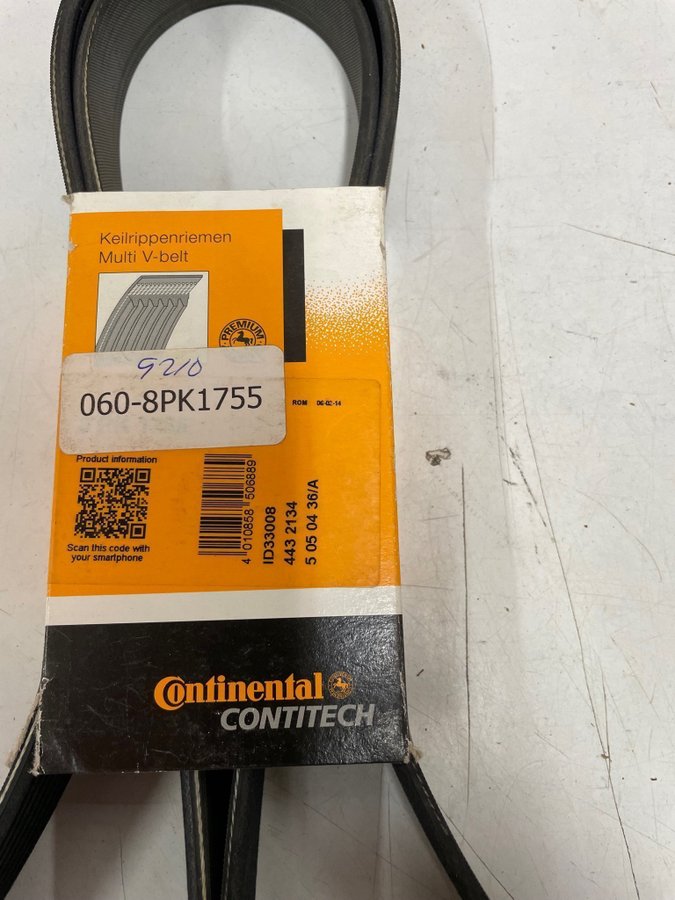 Keilrippenriemen
Multi V-belt
PREMIUM
9210
060-8PK1755
ROM 06-02-14
Product information
Scan this code with
your smartphone
4 010858 506889
ID33008
443 2134
5 05 04 36/A
Continental
CONTITECH